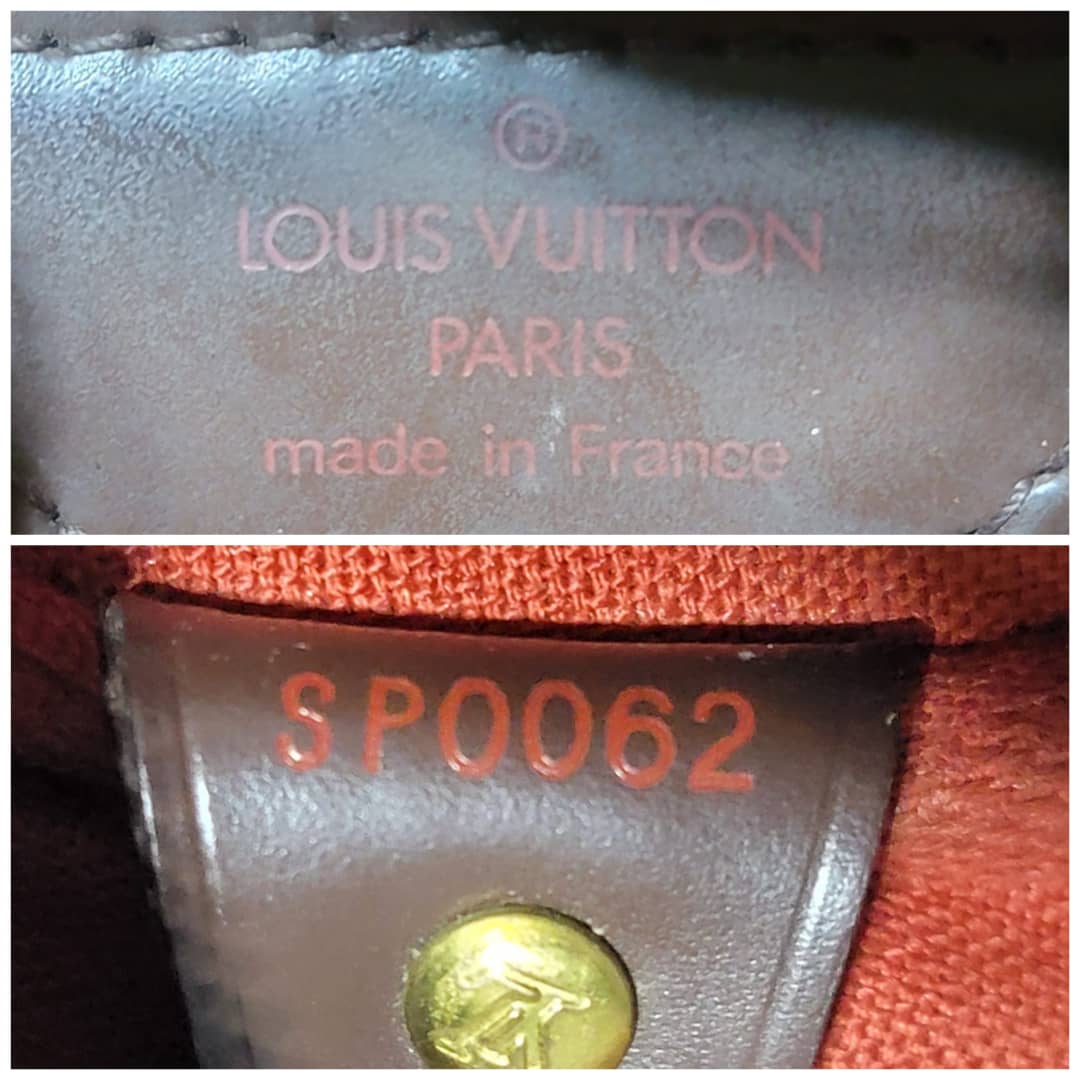 ®
LOUIS VUITTON
PARIS
made in France
SP0062